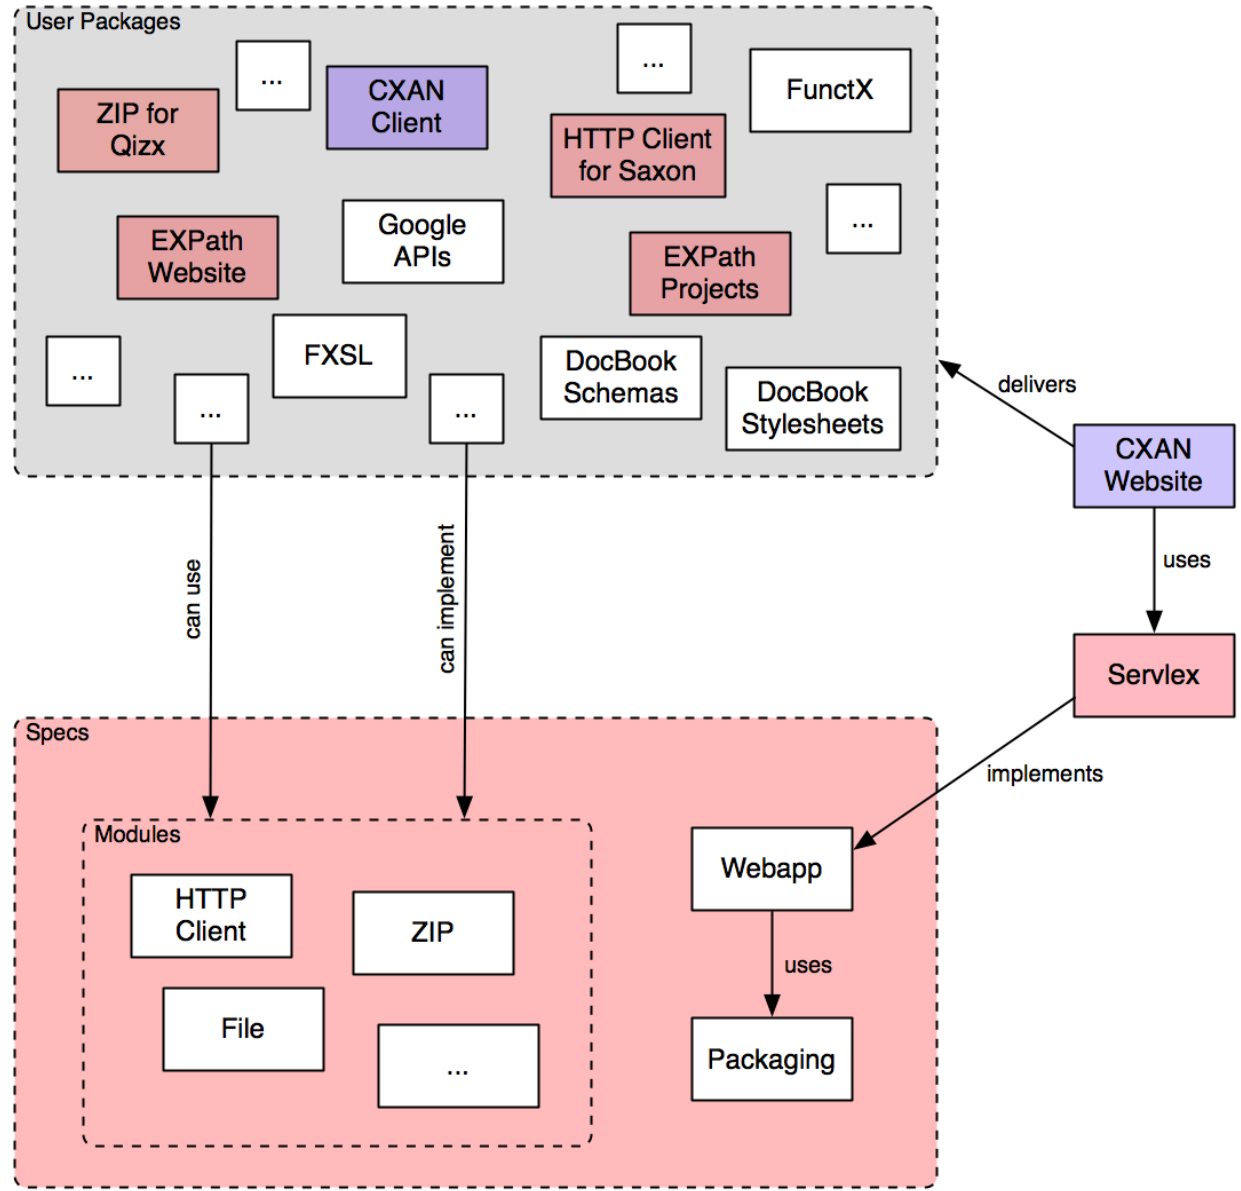 User Packages
...
CXAN
Client
...
FunctX
ZIP for
Qizx
HTTP Client
for Saxon
Google
APIs
...
EXPath
Website
EXPath
Projects
...
FXSL
DocBook
Schemas
...
...
DocBook
Stylesheets
delivers
CXAN
Website
can use
can implement
uses
Servlex
Specs
implements
Modules
Webapp
HTTP
Client
ZIP
uses
File
...
Packaging